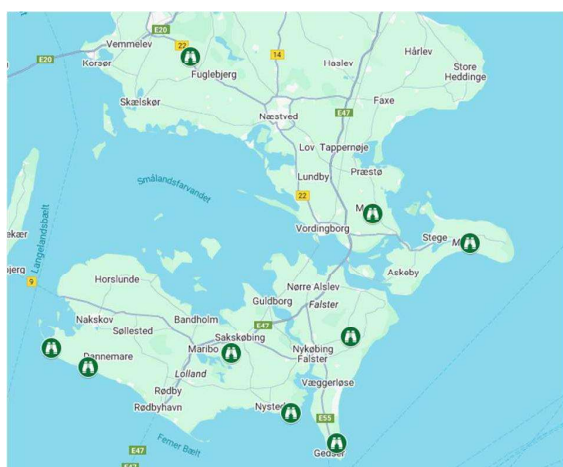 E20
Vemmelev
22
E20
Korsør
14
Haslev
Hårlev
Store
Heddinge
Fuglebjerg
Skælskør
Næstved
E47
Faxe
Lov
Tappernøje
Smålandsfarvandet
Lundby
Præstø
22
Vordingborg
Stege
Langelandsbælt
Askeby
9
Horslunde
Nørre Alslev
Guldborg
Falster
Nakskov
Bandholm
Søllested
E47
Sakskøbing
Dannemare
Maribo
Nykøbing
Falster
Lolland
Rødby
Væggerløse
Rødbyhavn
Nysted
E55
Femer Bælt
E47
Gedser
E47